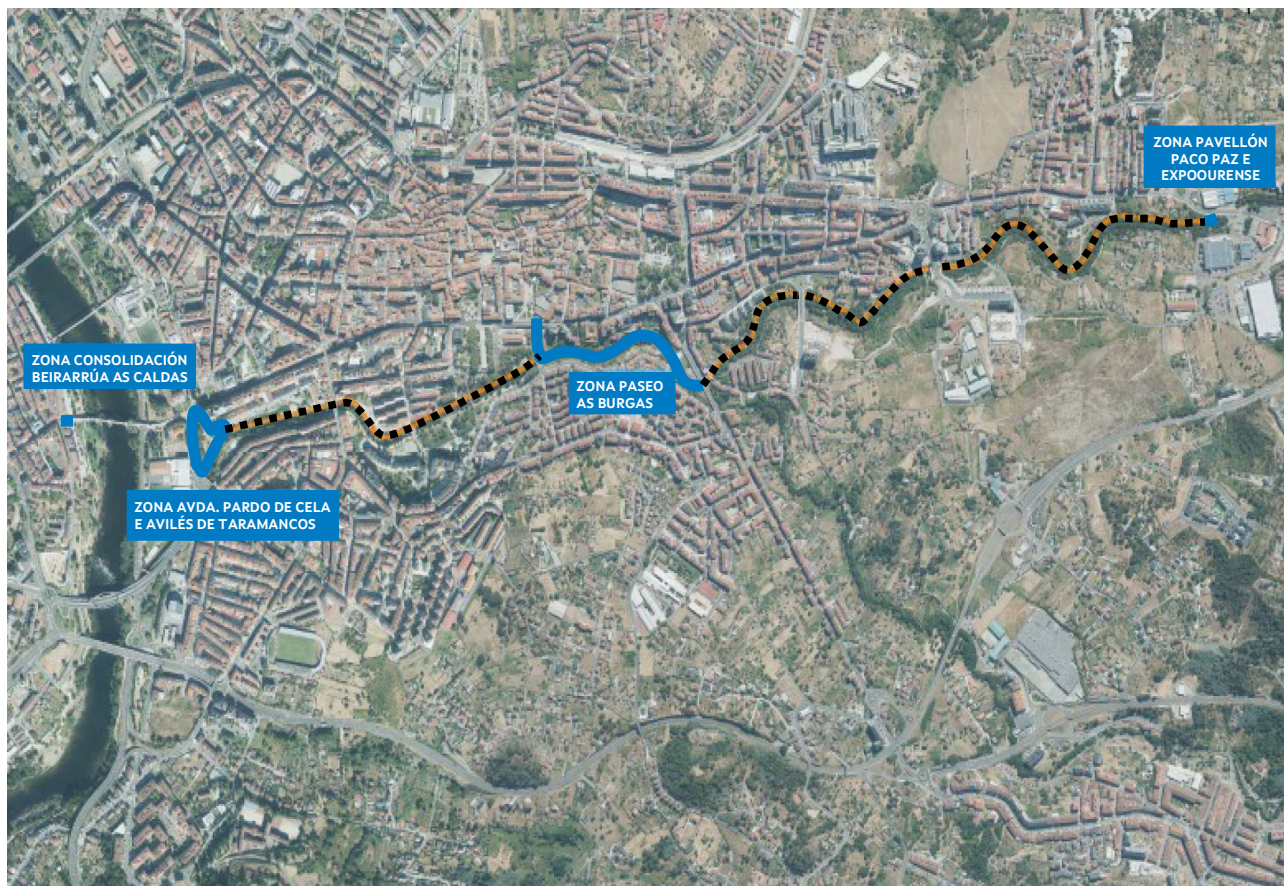 ZONA PAVELLÓN
PACO PAZ E
EXPOOURENSE
ZONA CONSOLIDACIÓN
BEIRARRÚA AS CALDAS
ZONA PASEO
AS BURGAS
ZONA AVDA. PARDO DE CELA
E AVILÉS DE TARAMANCOS